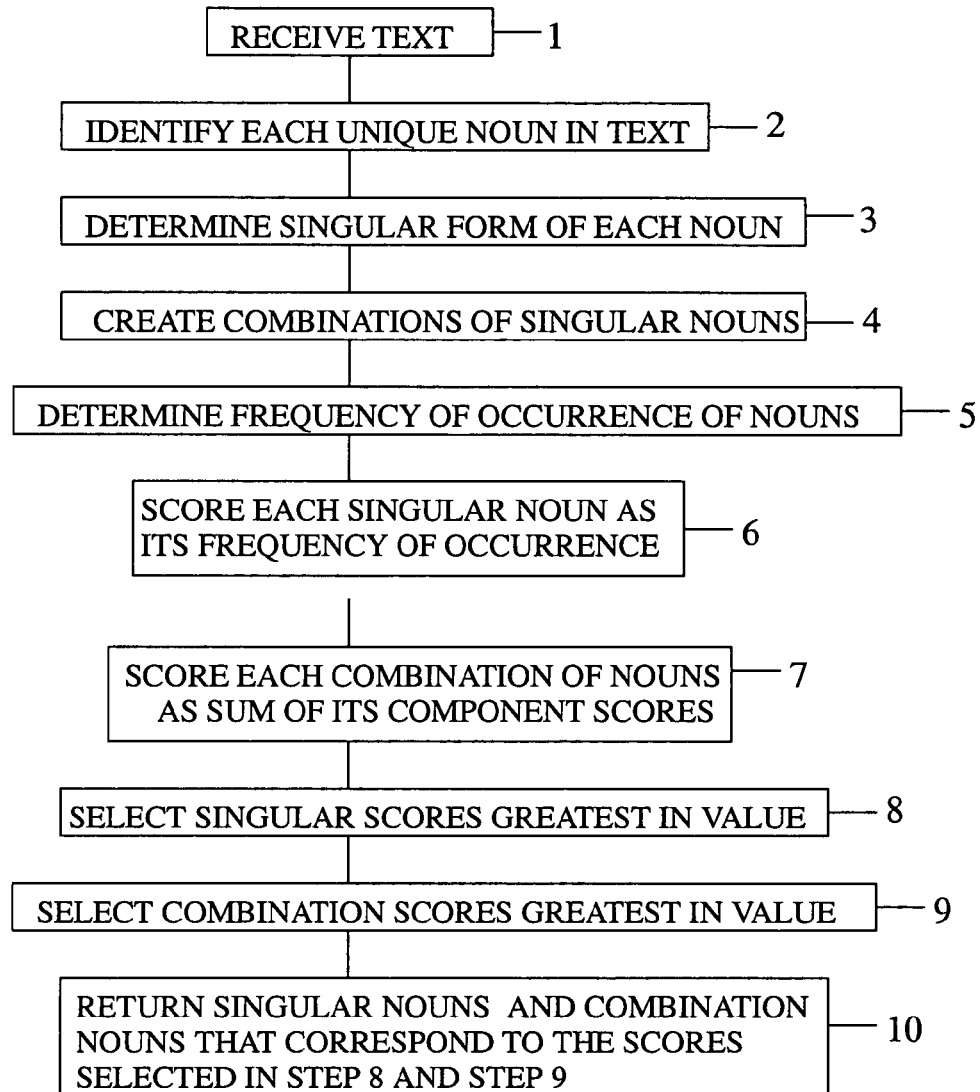 RECEIVE TEXT 1
IDENTIFY EACH UNIQUE NOUN IN TEXT 2
DETERMINE SINGULAR FORM OF EACH NOUN 3
CREATE COMBINATIONS OF SINGULAR NOUNS 4
DETERMINE FREQUENCY OF OCCURRENCE OF NOUNS 5
SCORE EACH SINGULAR NOUN AS
ITS FREQUENCY OF OCCURRENCE 6
SCORE EACH COMBINATION OF NOUNS 7
AS SUM OF ITS COMPONENT SCORES
SELECT SINGULAR SCORES GREATEST IN VALUE 8
SELECT COMBINATION SCORES GREATEST IN VALUE 9
RETURN SINGULAR NOUNS AND COMBINATION
NOUNS THAT CORRESPOND TO THE SCORES 10
SELECTED IN STEP 8 AND STEP 9